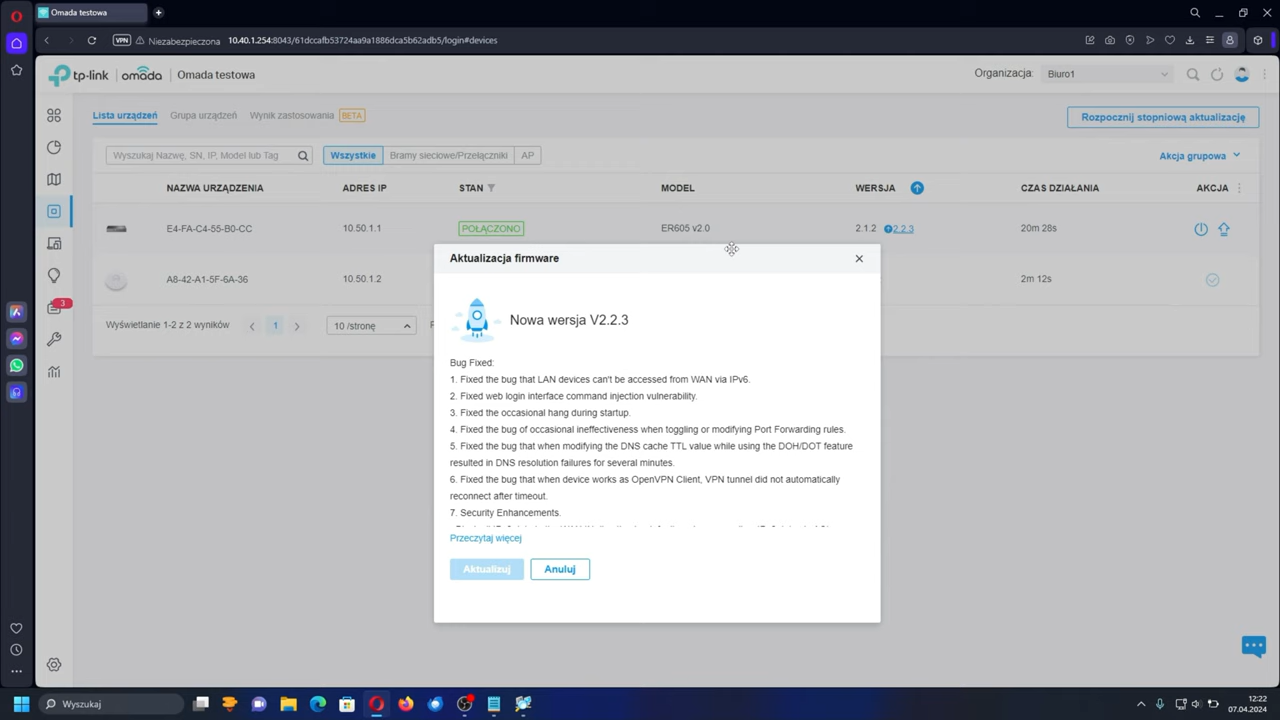 Omada testowa
VPN
Niezabezpieczona
10.40.1.254:8043/61dccafb53724aa9a1886dca5b62adb5/login#devices
tp-link | omada
Omada testowa
Organizacja:
Biuro1
Lista urządzeń
Grupa urządzeń
Wynik zastosowania
BETA
Rozpocznij stopniową aktualizację
Wyszukaj Nazwę, SN, IP, Model lub Tag
Wszystkie
Bramy sieciowe/Przełączniki
AP
Akcja grupowa
NAZWA URZĄDZENIA
ADRES IP
STAN
MODEL
WERSJA
CZAS DZIAŁANIA
AKCJA
E4-FA-C4-55-B0-CC
10.50.1.1
POŁĄCZONO
ER605 v2.0
2.1.2
2.2.3
20m 28s
A8-42-A1-5F-6A-36
10.50.1.2
2m 12s
3
Wyświetlanie 1-2 z 2 wyników
1
10 /stronę
Aktualizacja firmware
Nowa wersja V2.2.3
Bug Fixed:
1. Fixed the bug that LAN devices can't be accessed from WAN via IPv6.
2. Fixed web login interface command injection vulnerability.
3. Fixed the occasional hang during startup.
4. Fixed the bug of occasional ineffectiveness when toggling or modifying Port Forwarding rules.
5. Fixed the bug that when modifying the DNS cache TTL value while using the DOH/DOT feature
resulted in DNS resolution failures for several minutes.
6. Fixed the bug that when device works as OpenVPN Client, VPN tunnel did not automatically
reconnect after timeout.
7. Security Enhancements.
Przeczytaj więcej
Aktualizuj
Anuluj
Wyszukaj
12:22
07.04.2024